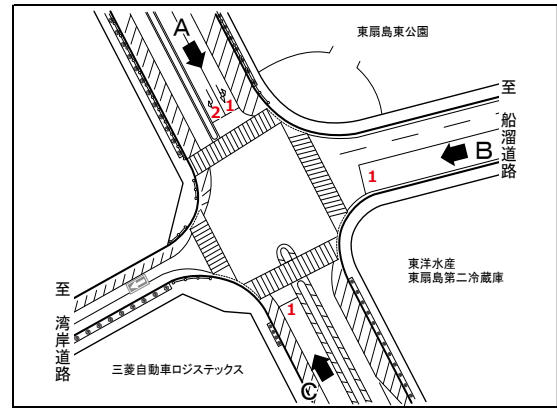 東扇島東公園
A
2 1
至 船溜道路
B
1
東洋水産
東扇島第二冷蔵庫
1
至 湾岸道路
三菱自動車ロジステックス
C